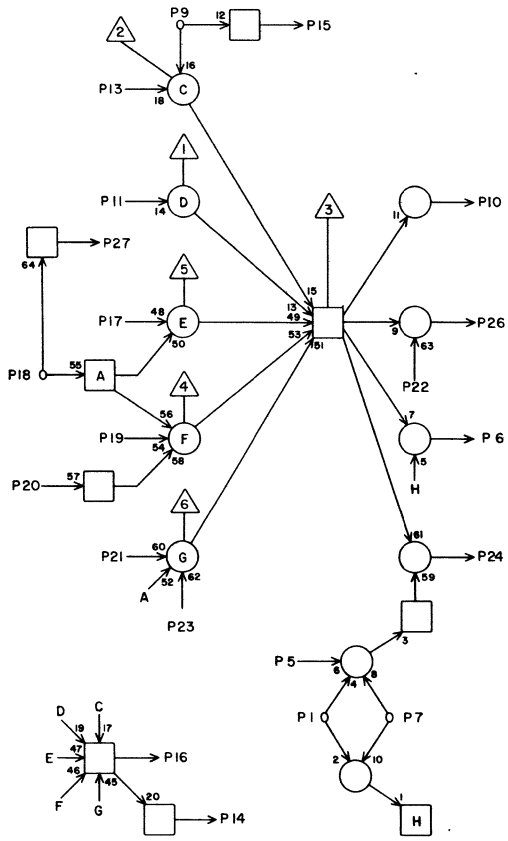 P9
12
P15
2
16
P13
C
18
1
P11
D
14
3
11
P10
64
P27
5
15
13
P17
48
E
49
50
53
51
9
P26
63
P18
55
A
4
P22
56
7
P19
F
P6
54
58
5
P20
57
H
6
61
P21
60
G
P24
52
62
59
A
P23
3
P5
6
4
8
P1
P7
D
C
19
17
E
47
P16
2
10
46
45
F
G
20
1
P14
H